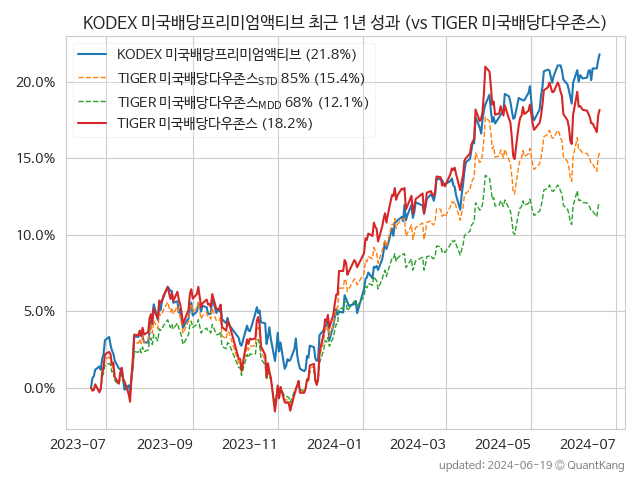 KODEX 미국배당프리미엄액티브 최근 1년 성과 (vs TIGER 미국배당다우존스)
KODEX 미국배당프리미엄액티브 (21.8%)
TIGER 미국배당다우존스STD 85% (15.4%)
TIGER 미국배당다우존스MDD 68% (12.1%)
TIGER 미국배당다우존스 (18.2%)
20.0%
15.0%
10.0%
5.0%
0.0%
2023-07 2023-09 2023-11 2024-01 2024-03 2024-05 2024-07
updated: 2024-06-19 © QuantKang